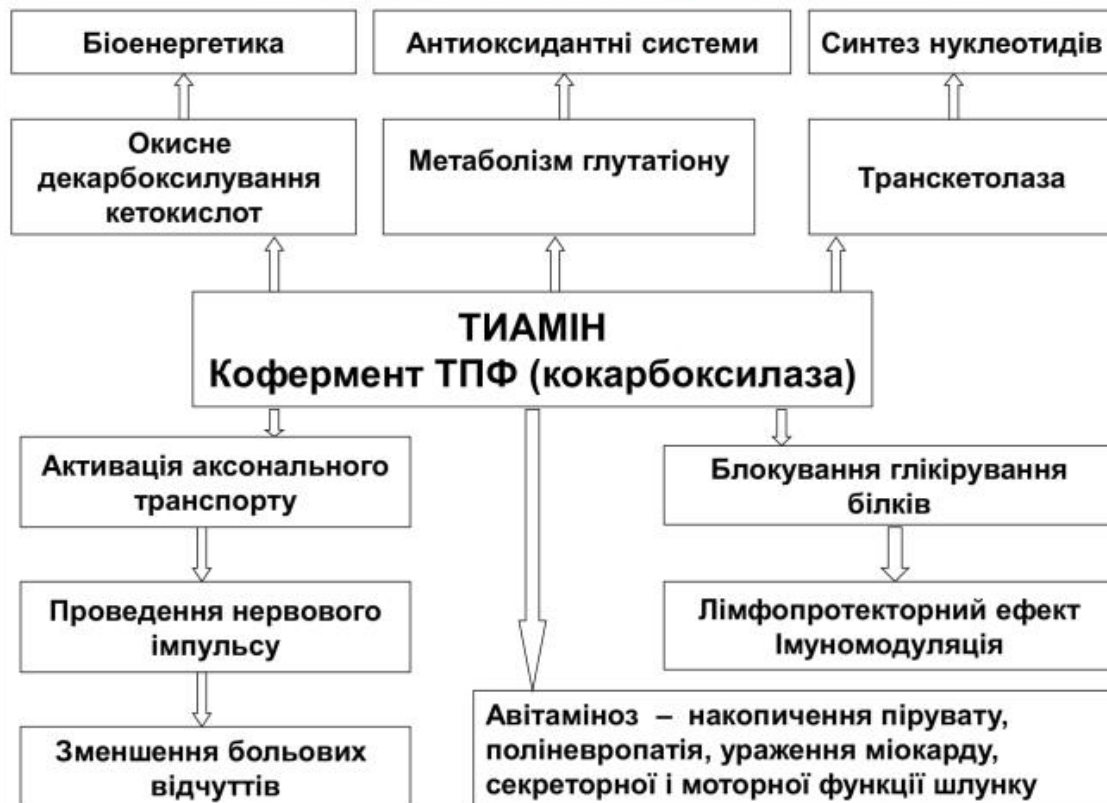 Біоенергетика
Антиоксидантні системи
Синтез нуклеотидів
Окисне
декарбоксилування
кетокислот
Метаболізм глутатіону
Транскетолаза
ТИАМІН
Кофермент ТПФ (кокарбоксилаза)
Активація аксонального
транспорту
Блокування глікірування
білків
Проведення нервового
імпульсу
Лімфопротекторний ефект
Імуномодуляція
Зменшення больових
відчуттів
Авітаміноз – накопичення пірувату,
поліневропатія, ураження міокарду,
секреторної і моторної функції шлунку